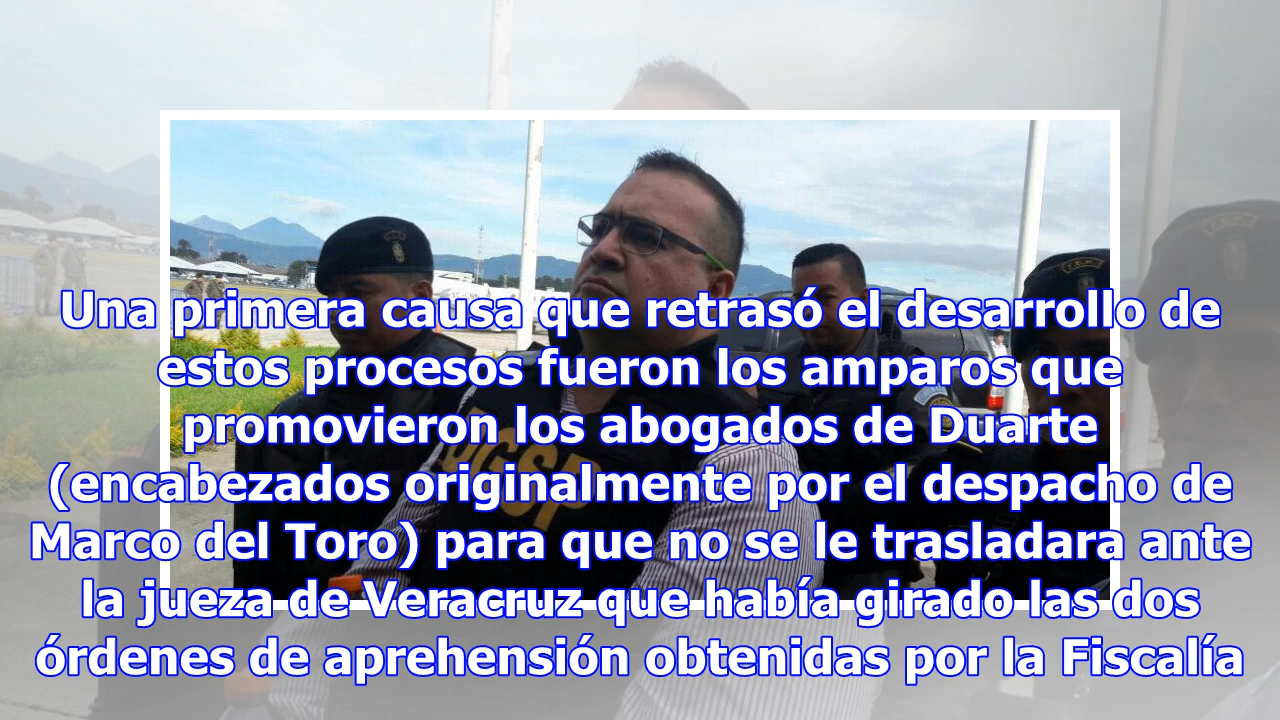 Una primera causa que retrasó el desarrollo de
estos procesos fueron los amparos que
promovieron los abogados de Duarte
(encabezados originalmente por el despacho de
Marco del Toro) para que no se le trasladara ante
la jueza de Veracruz que había girado las dos
órdenes de aprehensión obtenidas por la Fiscalía